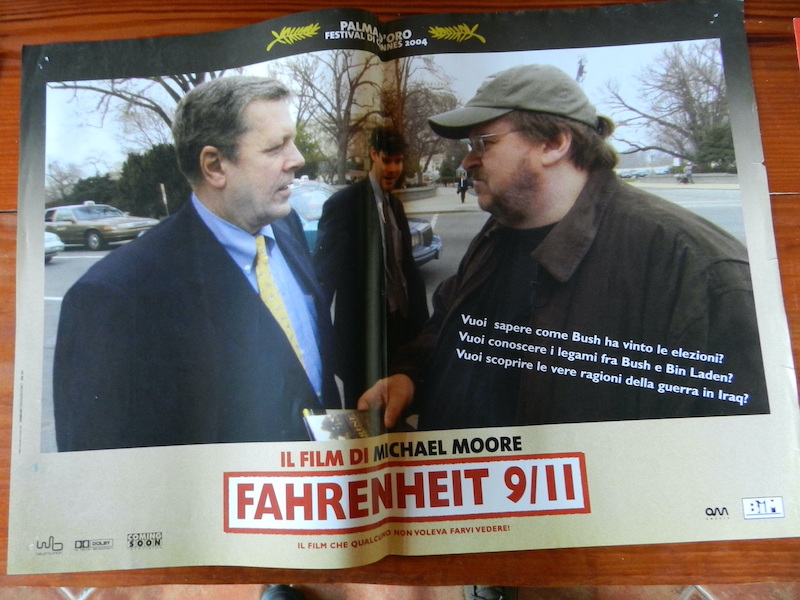 PALMA D'ORO
FESTIVAL DI CANNES 2004
Vuoi sapere come Bush ha vinto le elezioni?
Vuoi conoscere i legami fra Bush e Bin Laden?
Vuoi scoprire le vere ragioni della guerra in Iraq?
IL FILM DI MICHAEL MOORE
FAHRENHEIT 9/11
IL FILM CHE QUALCUNO NON VOLEVA FARVI VEDERE!
DOLBY
COMING SOON
BiM